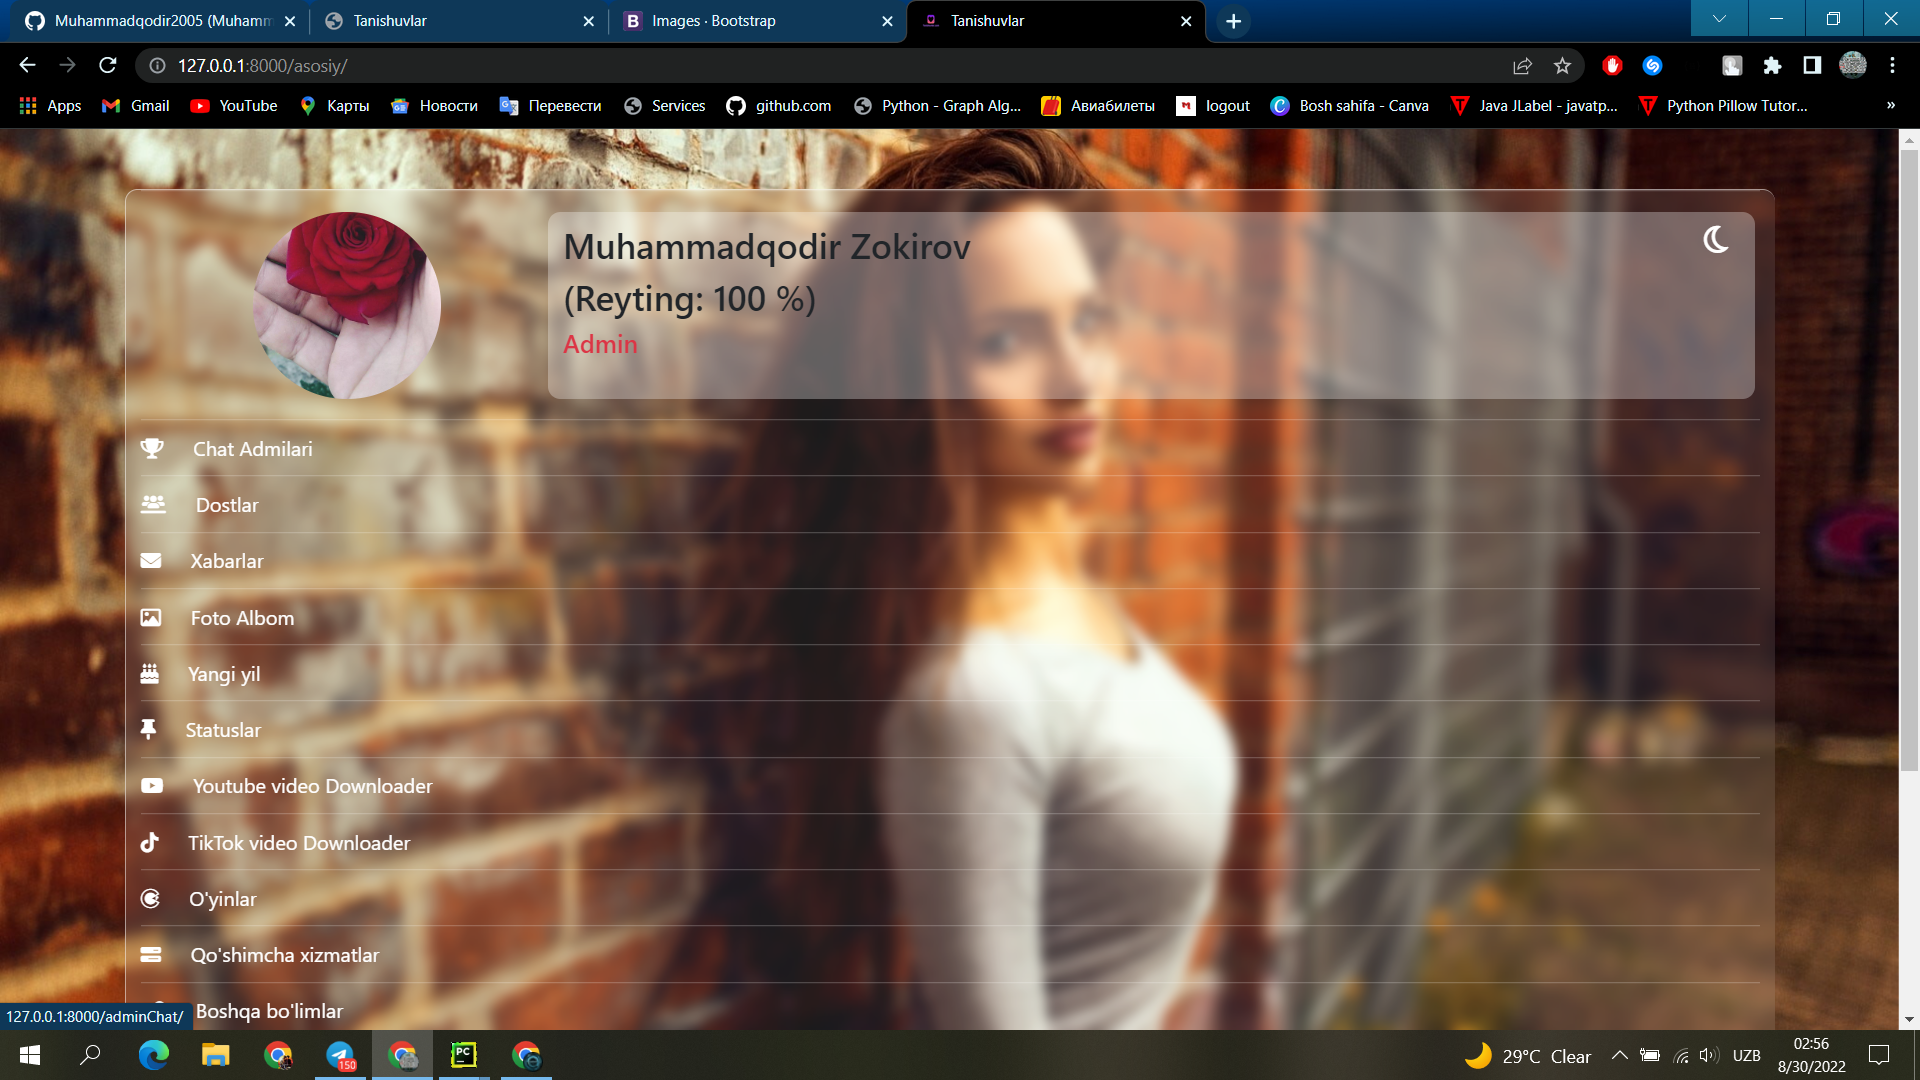 Muhammadqodir2005 (Muhamm
Tanishuvlar
Images · Bootstrap
Tanishuvlar
127.0.0.1:8000/asosiy/
Apps
Gmail
YouTube
Карты
Новости
Перевести
Services
github.com
Python - Graph Alg...
Авиабилеты
logout
Bosh sahifa - Canva
Java JLabel - javatp...
Python Pillow Tutor...
»
Muhammadqodir Zokirov
(Reyting: 100 %)
Admin
Chat Admilari
Dostlar
Xabarlar
Foto Albom
Yangi yil
Statuslar
Youtube video Downloader
TikTok video Downloader
O'yinlar
Qo'shimcha xizmatlar
Boshqa bo'limlar
127.0.0.1:8000/adminChat/
150
PC
29°C Clear
UZB
02:56
8/30/2022